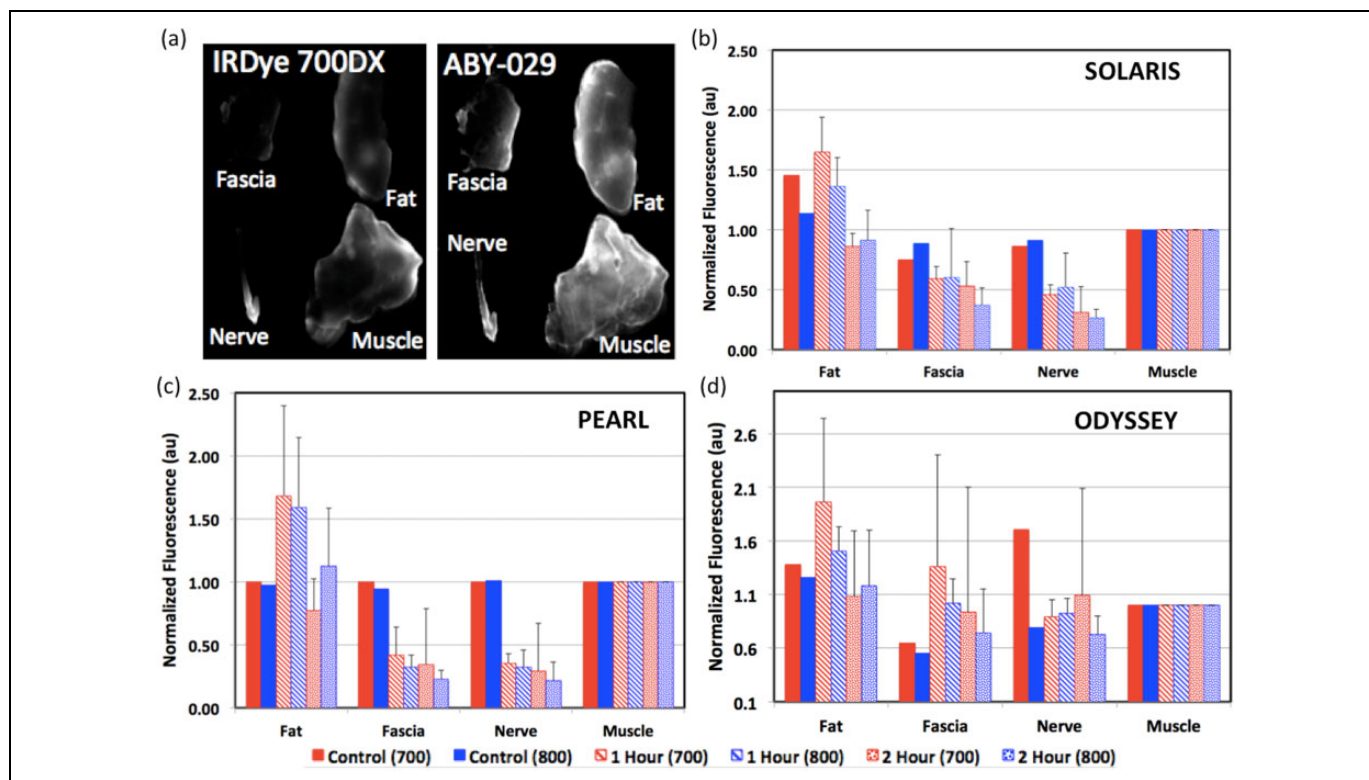 (a)
IRDye 700DX
ABY-029
Fascia
Fat
Fascia
Fat
Nerve
Nerve
Muscle
Muscle
(b)
SOLARIS
Normalized Fluorescence (au)
2.50
2.00
1.50
1.00
0.50
0.00
Fat Fascia Nerve Muscle
(c)
PEARL
Normalized Fluorescence (au)
2.50
2.00
1.50
1.00
0.50
0.00
Fat Fascia Nerve Muscle
(d)
ODYSSEY
Normalized Fluorescence (au)
2.6
2.1
1.6
1.1
0.6
0.1
Fat Fascia Nerve Muscle
Control (700) Control (800) 1 Hour (700) 1 Hour (800) 2 Hour (700) 2 Hour (800)